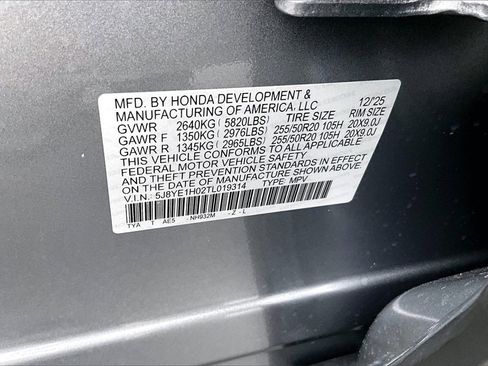 MFD. BY HONDA DEVELOPMENT & MANUFACTURING OF AMERICA, LLC 12/25
GVWR 2640KG (5820LBS) TIRE SIZE RIM SIZE
GAWR F 1350KG (2976LBS) 255/50R20 105H 20X9.0J
GAWR R 1345KG (2965LBS) 255/50R20 105H 20X9.0J
THIS VEHICLE CONFORMS TO ALL APPLICABLE
FEDERAL MOTOR VEHICLE SAFETY
AND THEFT PREVENTION STANDARDS IN EFFECT
ON THE DATE OF MANUFACTURE SHOWN ABOVE.
V.I.N.: 5J8YE1H02TL019314 TYPE: MPV
TYA T AE5 NH932M - Z - L